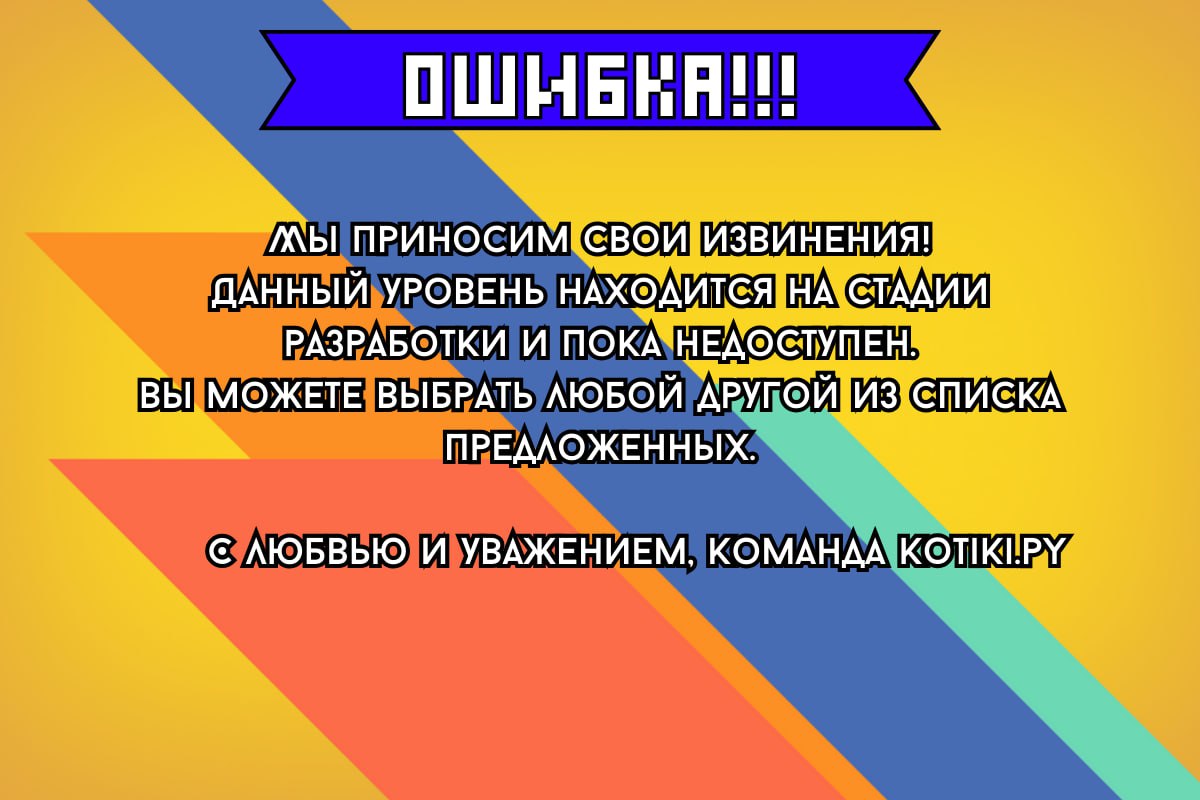 ОШИБКА!!!
МЫ ПРИНОСИМ СВОИ ИЗВИНЕНИЯ!
ДАННЫЙ УРОВЕНЬ НАХОДИТСЯ НА СТАДИИ
РАЗРАБОТКИ И ПОКА НЕДОСТУПЕН.
ВЫ МОЖЕТЕ ВЫБРАТЬ ЛЮБОЙ ДРУГОЙ ИЗ СПИСКА
ПРЕДЛОЖЕННЫХ.
С ЛЮБВЬЮ И УВАЖЕНИЕМ, КОМАНДА KOTIKI.PY